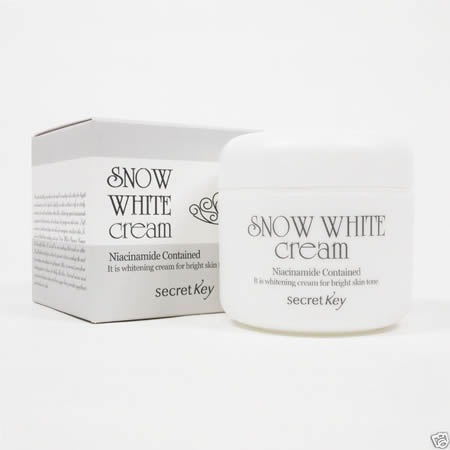 SNOW
WHITE
cream
Niacinamide Contained
It is whitening cream for bright skin
secret Key
SNOW WHITE
cream
Niacinamide Contained
It is whitening cream for bright skin tone
secret Key